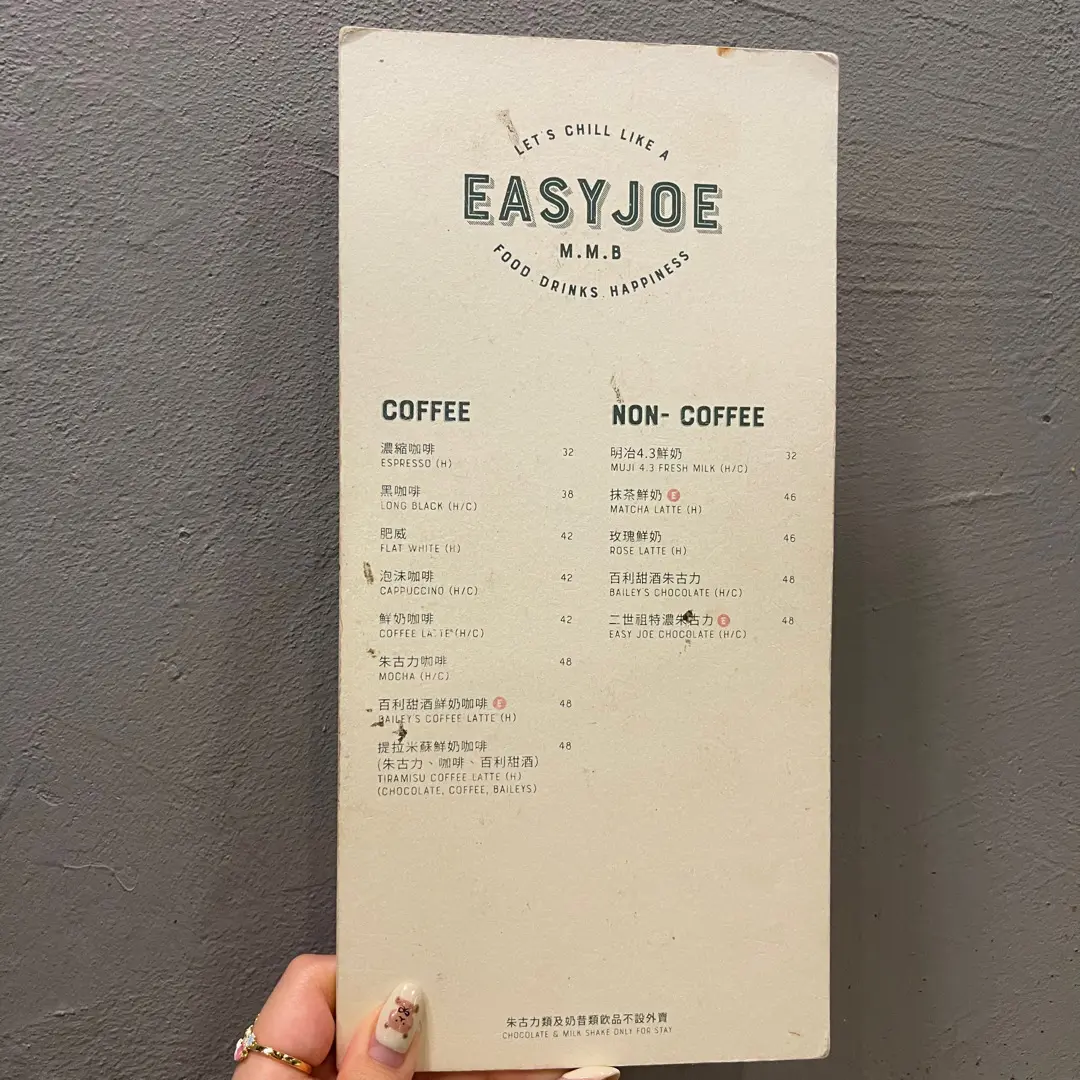 LET'S CHILL LIKE A
EASYJOE
M.M.B
FOOD . DRINKS . HAPPINESS
COFFEE
濃縮咖啡 32
ESPRESSO (H)
黑咖啡 38
LONG BLACK (H/C)
肥威 42
FLAT WHITE (H)
泡沫咖啡 42
CAPPUCCINO (H/C)
鮮奶咖啡 42
COFFEE LATTE (H/C)
朱古力咖啡 48
MOCHA (H/C)
百利甜酒鮮奶咖啡 E 48
BAILEY'S COFFEE LATTE (H)
提拉米蘇鮮奶咖啡 48
(朱古力、咖啡、百利甜酒)
TIRAMISU COFFEE LATTE (H)
(CHOCOLATE, COFFEE, BAILEYS)
NON- COFFEE
明治4.3鮮奶 32
MUJI 4.3 FRESH MILK (H/C)
抹茶鮮奶 E 46
MATCHA LATTE (H)
玫瑰鮮奶 46
ROSE LATTE (H)
百利甜酒朱古力 48
BAILEY'S CHOCOLATE (H/C)
二世祖特濃朱古力 E 48
EASY JOE CHOCOLATE (H/C)
朱古力類及奶昔類飲品不設外賣
CHOCOLATE & MILK SHAKE ONLY FOR STAY